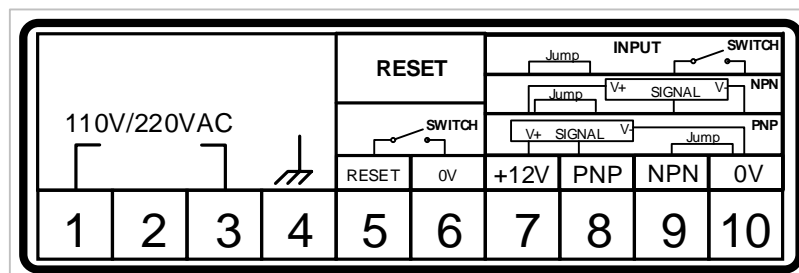 110V/220VAC
RESET
SWITCH
RESET 0V
INPUT
Jump SWITCH
NPN
V+ SIGNAL V-
Jump
PNP
V+ SIGNAL V-
Jump
+12V PNP NPN 0V
1 2 3 4 5 6 7 8 9 10